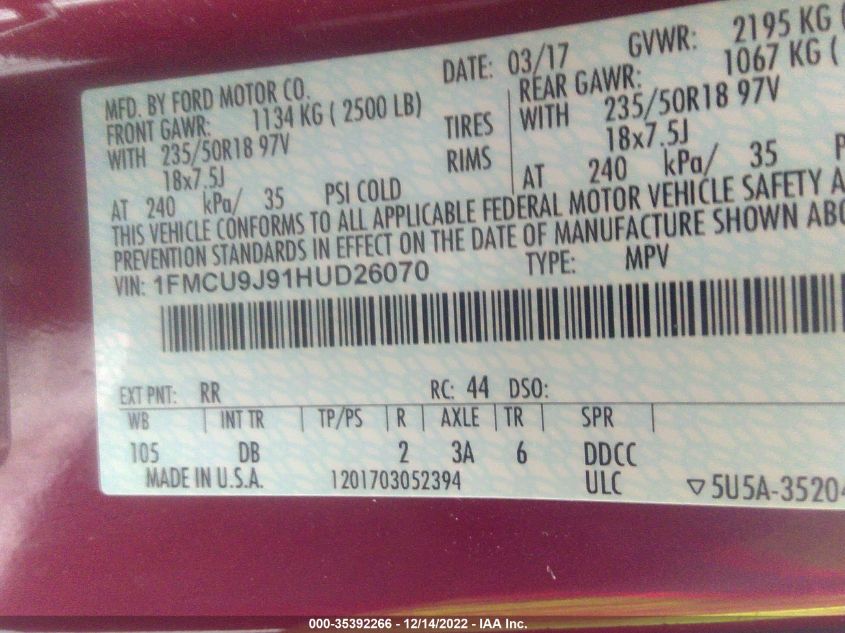 MFD. BY FORD MOTOR CO. DATE: 03/17 GVWR: 2195 KG (
FRONT GAWR: 1134 KG ( 2500 LB) REAR GAWR: 1067 KG (
WITH 235/50R18 97V TIRES WITH 235/50R18 97V
18x7.5J RIMS 18x7.5J
AT 240 kPa/ 35 PSI COLD AT 240 kPa/ 35 P
THIS VEHICLE CONFORMS TO ALL APPLICABLE FEDERAL MOTOR VEHICLE SAFETY A
PREVENTION STANDARDS IN EFFECT ON THE DATE OF MANUFACTURE SHOWN ABO
VIN: 1FMCU9J91HUD26070 TYPE: MPV
EXT PNT: RR RC: 44 DSO:
WB INT TR TP/PS R AXLE TR SPR
105 DB 2 3A 6 DDCC
MADE IN U.S.A. 1201703052394 ULC ▽5U5A-35204
000-35392266 - 12/14/2022 - IAA Inc.